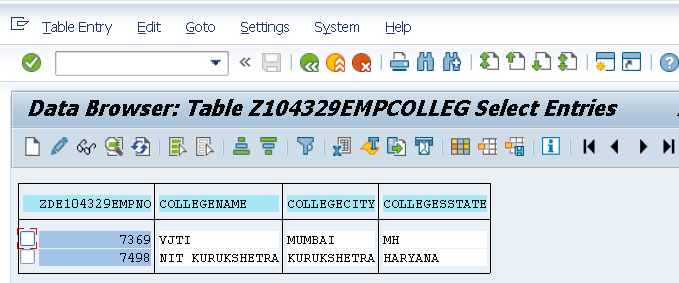 Table Entry Edit Goto Settings System Help
Data Browser: Table Z104329EMPCOLLEG Select Entries
ZDE104329EMPNO COLLEGENAME COLLEGECITY COLLEGESSTATE
7369 VJTI MUMBAI MH
7498 NIT KURUKSHETRA KURUKSHETRA HARYANA